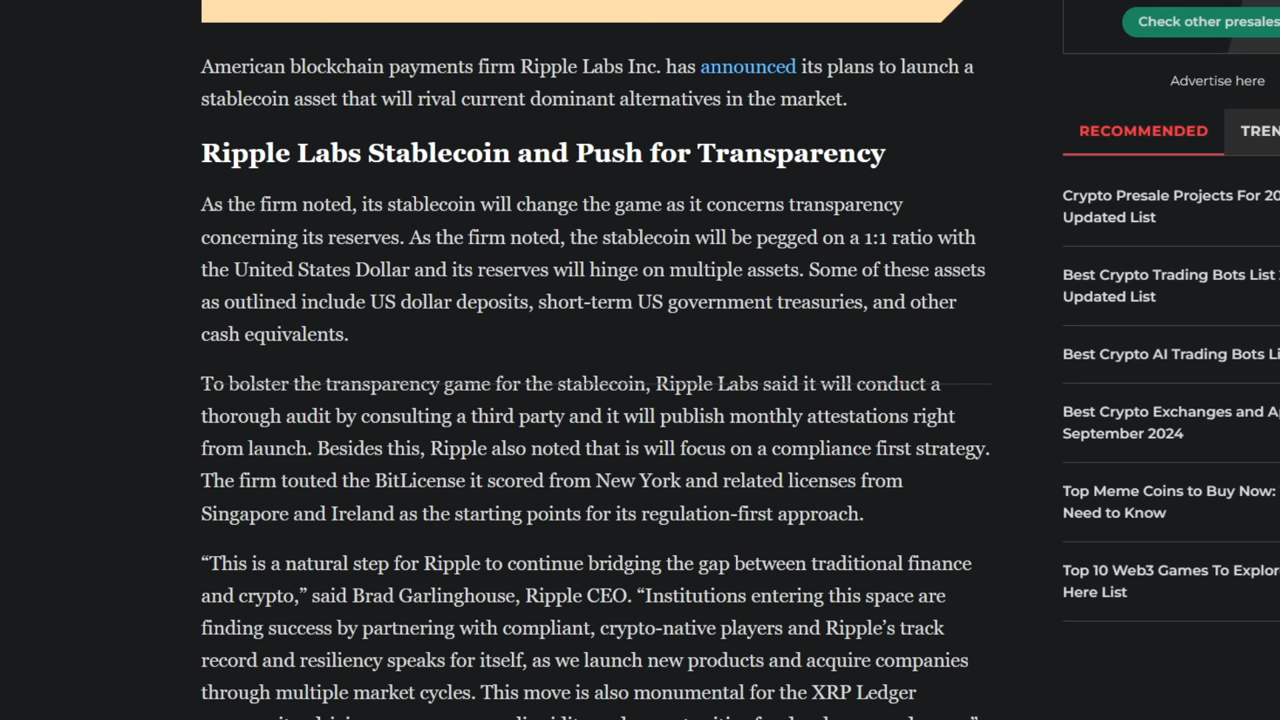 Check other presales
American blockchain payments firm Ripple Labs Inc. has announced its plans to launch a
stablecoin asset that will rival current dominant alternatives in the market.
Advertise here
RECOMMENDED
TREN
Ripple Labs Stablecoin and Push for Transparency
As the firm noted, its stablecoin will change the game as it concerns transparency
concerning its reserves. As the firm noted, the stablecoin will be pegged on a 1:1 ratio with
the United States Dollar and its reserves will hinge on multiple assets. Some of these assets
as outlined include US dollar deposits, short-term US government treasuries, and other
cash equivalents.
To bolster the transparency game for the stablecoin, Ripple Labs said it will conduct a
thorough audit by consulting a third party and it will publish monthly attestations right
from launch. Besides this, Ripple also noted that is will focus on a compliance first strategy.
The firm touted the BitLicense it scored from New York and related licenses from
Singapore and Ireland as the starting points for its regulation-first approach.
“This is a natural step for Ripple to continue bridging the gap between traditional finance
and crypto,” said Brad Garlinghouse, Ripple CEO. “Institutions entering this space are
finding success by partnering with compliant, crypto-native players and Ripple’s track
record and resiliency speaks for itself, as we launch new products and acquire companies
through multiple market cycles. This move is also monumental for the XRP Ledger
Crypto Presale Projects For 20
Updated List
Best Crypto Trading Bots List
Updated List
Best Crypto AI Trading Bots Li
Best Crypto Exchanges and A
September 2024
Top Meme Coins to Buy Now:
Need to Know
Top 10 Web3 Games To Explor
Here List